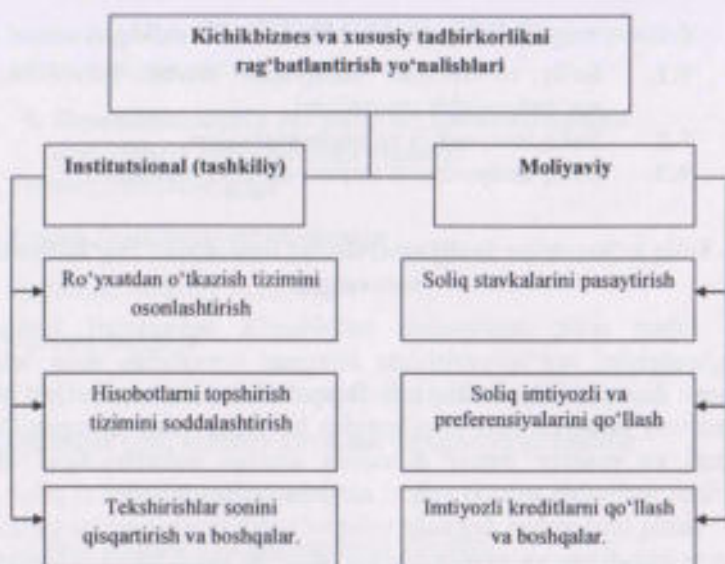 Kichikbiznes va xususiy tadbirkorlikni
rag‘batlantirish yo‘nalishlari
Institutsional (tashkiliy)
Moliyaviy
Ro‘yxatdan o‘tkazish tizimini
osonlashtirish
Soliq stavkalarini pasaytirish
Hisobotlarni topshirish
tizimini soddalashtirish
Soliq imtiyozli va
preferensiyalarini qo‘llash
Tekshirishlar sonini
qisqartirish va boshqalar.
Imtiyozli kreditlarni qo‘llash
va boshqalar.